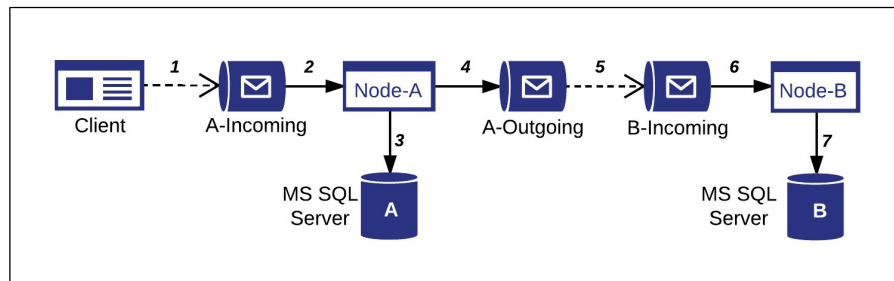 1
2
4
5
6
Node-A
Node-B
Client
A-Incoming
A-Outgoing
B-Incoming
3
7
MS SQL
Server
A
MS SQL
Server
B